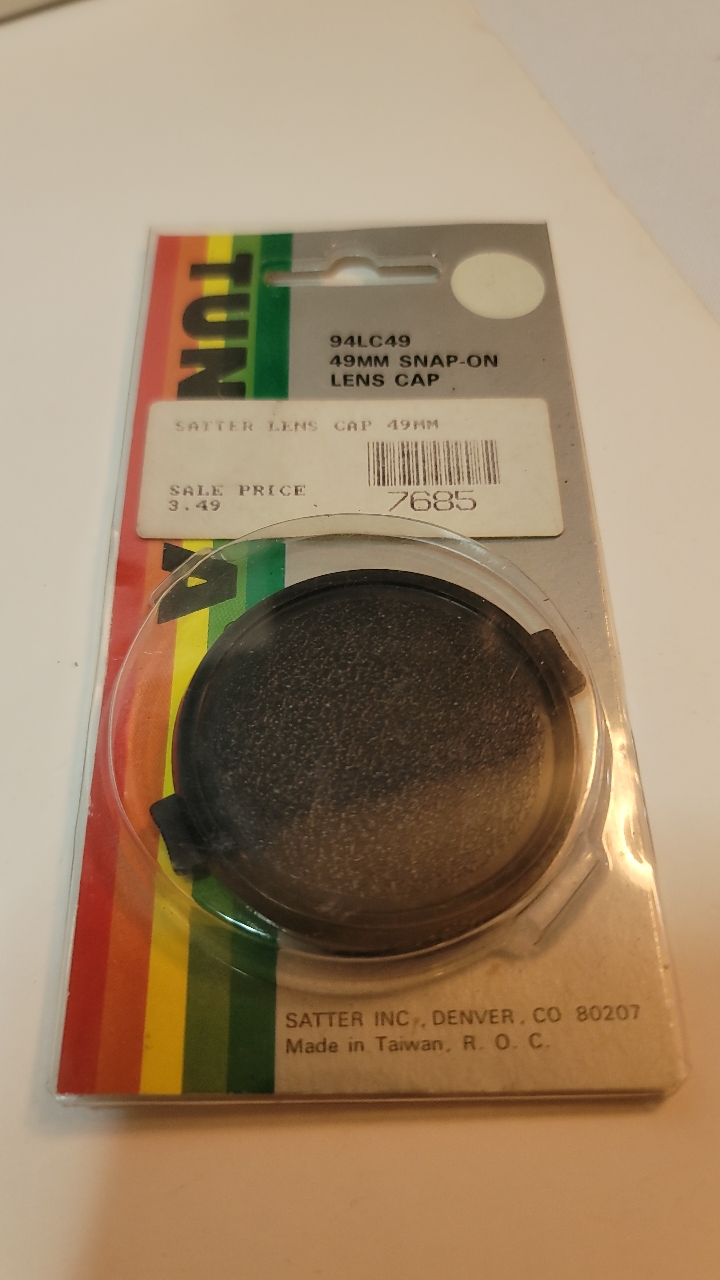 TUN
A
94LC49
49MM SNAP-ON
LENS CAP
SATTER LENS CAP 49MM
SALE PRICE
3.49
7685
SATTER INC., DENVER, CO 80207
Made in Taiwan, R. O. C.